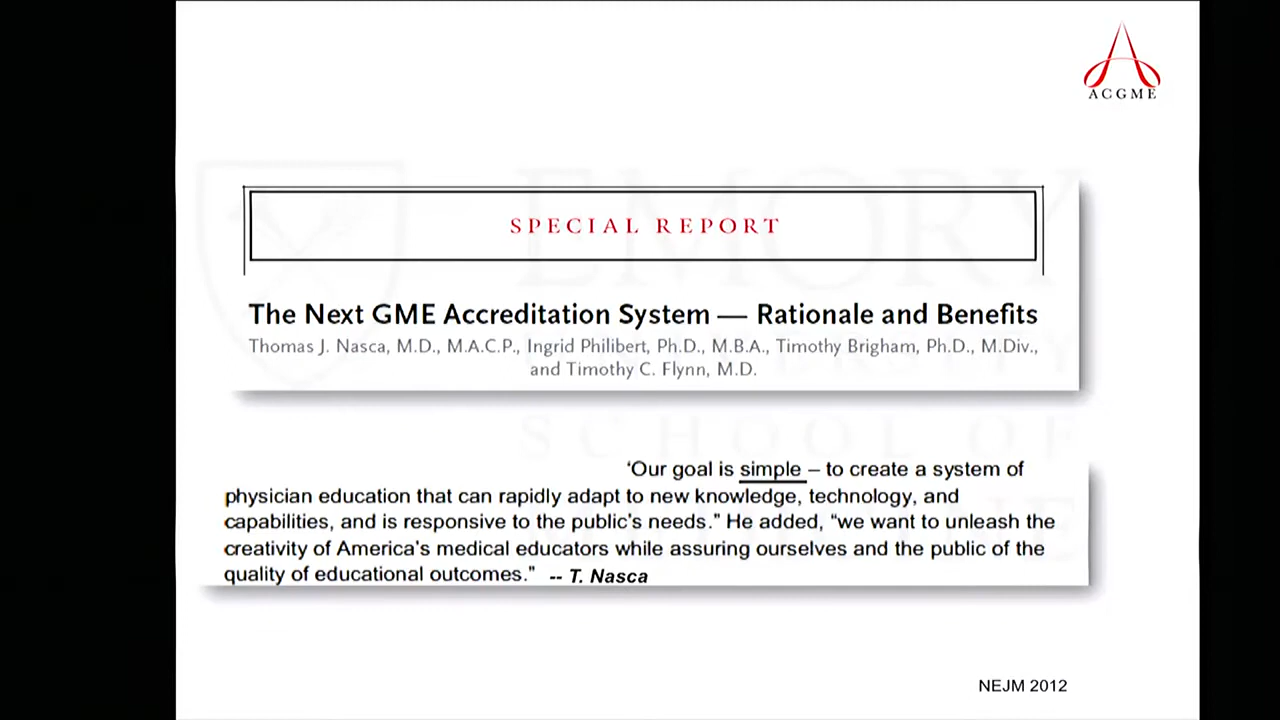 ACGME
EMORY
SPECIAL REPORT
The Next GME Accreditation System — Rationale and Benefits
Thomas J. Nasca, M.D., M.A.C.P., Ingrid Philibert, Ph.D., M.B.A., Timothy Brigham, Ph.D., M.Div.,
and Timothy C. Flynn, M.D.
SCHOOL OF
‘Our goal is simple – to create a system of
physician education that can rapidly adapt to new knowledge, technology, and
capabilities, and is responsive to the public’s needs.” He added, “we want to unleash the
creativity of America’s medical educators while assuring ourselves and the public of the
quality of educational outcomes.” -- T. Nasca
NEJM 2012